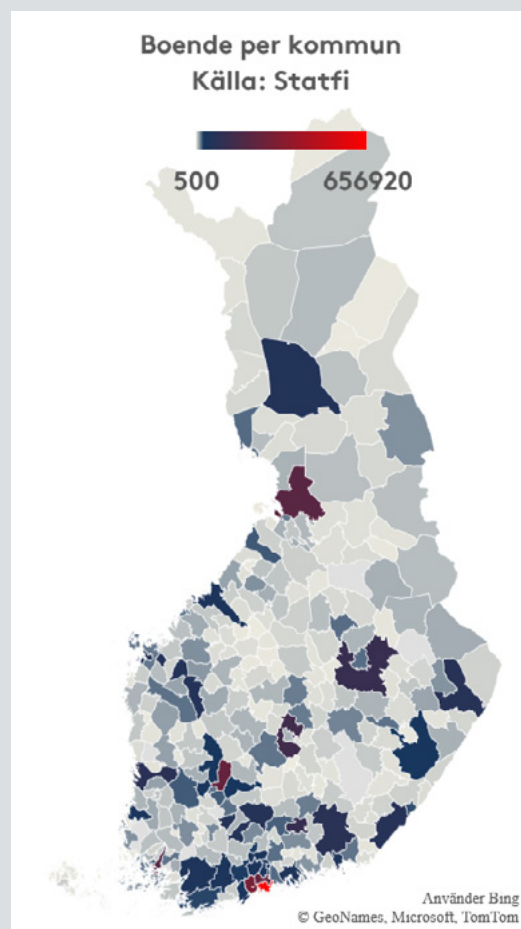 Boende per kommun
Källa: Statfi
500 656920
Använder Bing
© GeoNames, Microsoft, TomTom